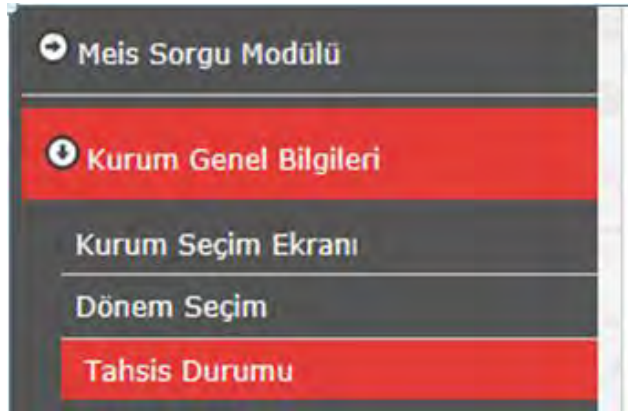 Meis Sorgu Modülü
Kurum Genel Bilgileri
Kurum Seçim Ekranı
Dönem Seçim
Tahsis Durumu